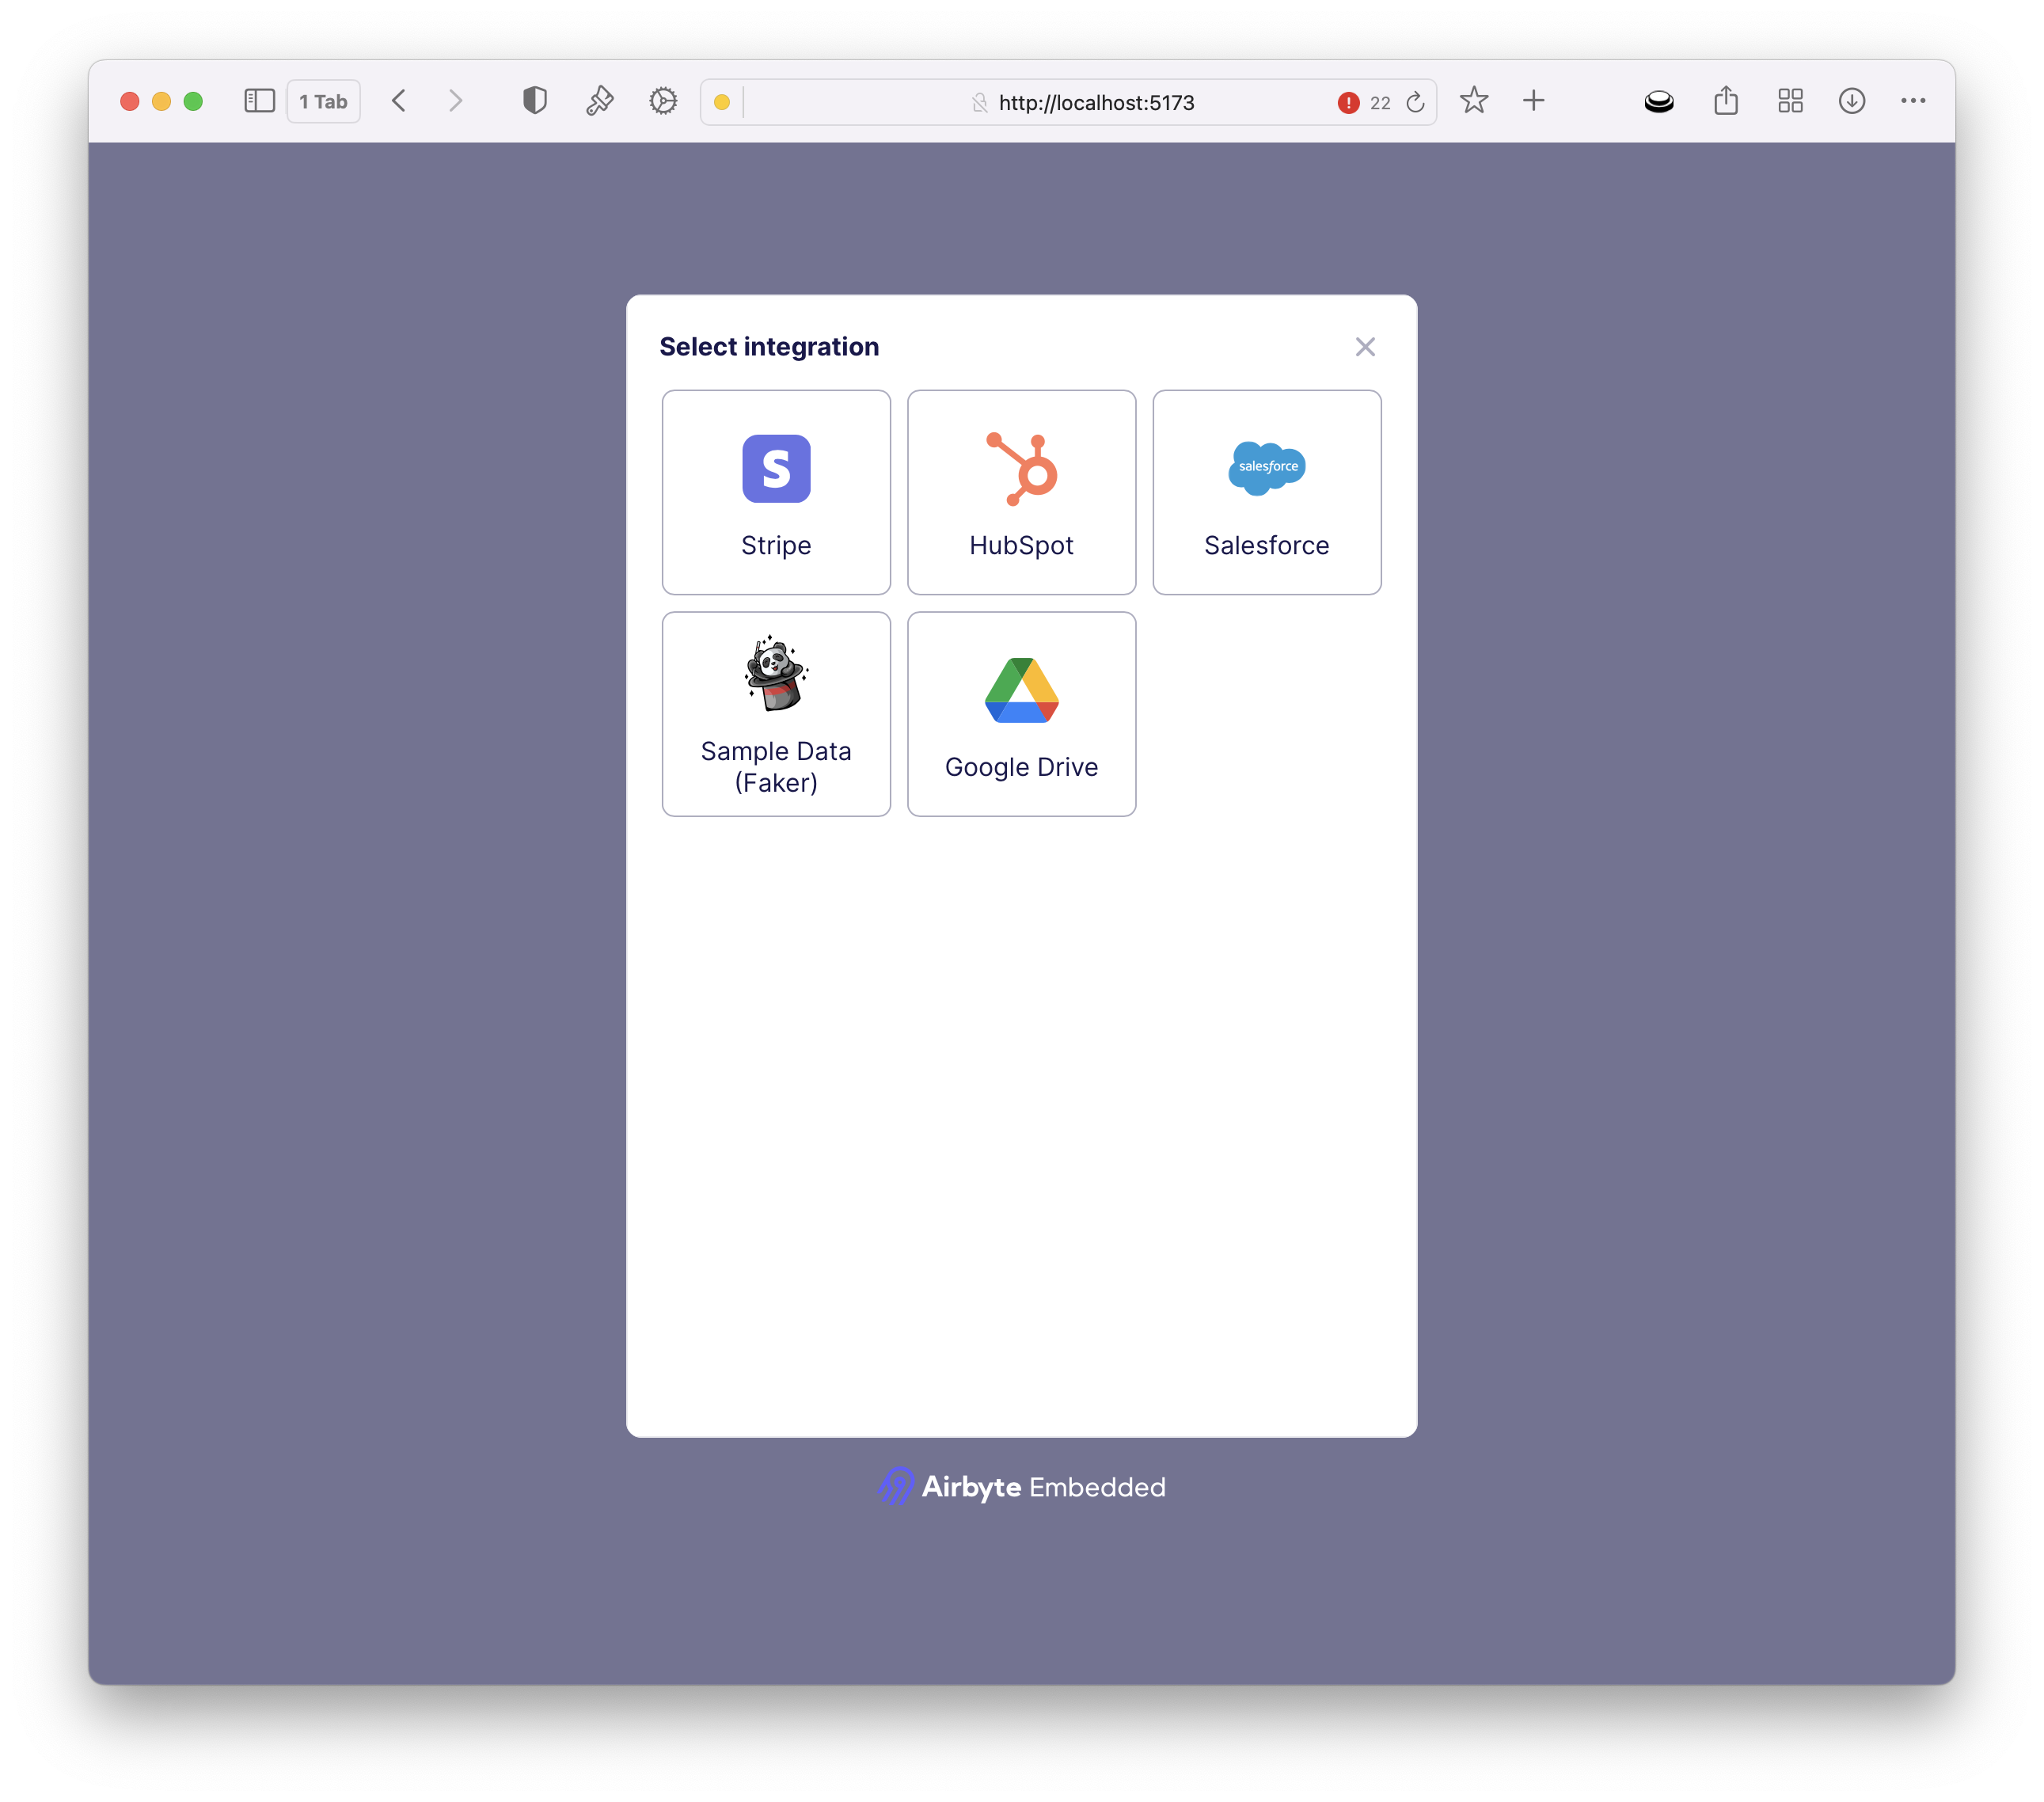 1 Tab
http://localhost:5173
! 22
Select integration
S
salesforce
Stripe
HubSpot
Salesforce
Sample Data
(Faker)
Google Drive
Airbyte Embedded